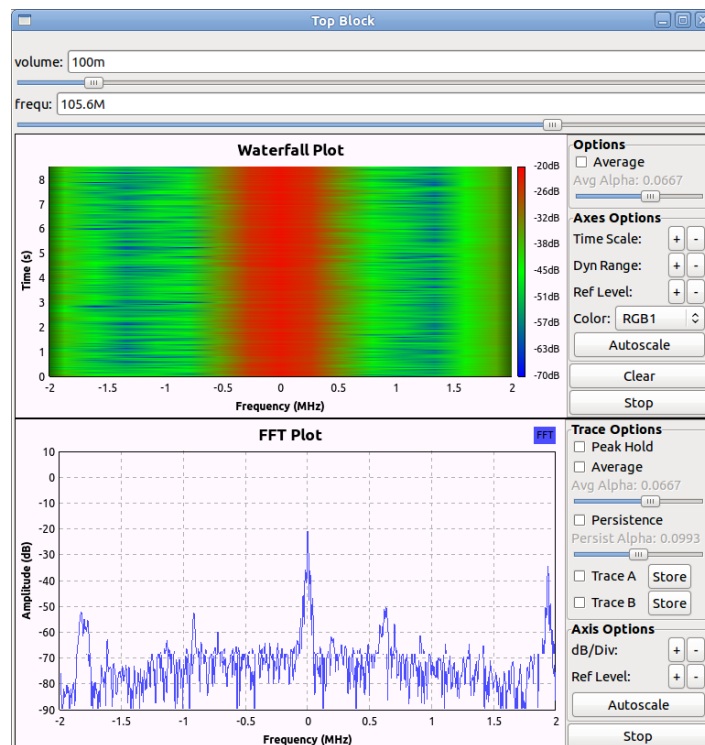 Top Block
volume: 100m
frequ: 105.6M
Waterfall Plot
Time (s)
8
7
6
5
4
3
2
1
0
-2 -1.5 -1 -0.5 0 0.5 1 1.5 2
Frequency (MHz)
-20dB
-26dB
-32dB
-38dB
-45dB
-51dB
-57dB
-63dB
-70dB
Options
Average
Avg Alpha: 0.0667
Axes Options
Time Scale: + -
Dyn Range: + -
Ref Level: + -
Color: RGB1
Autoscale
Clear
Stop
FFT Plot
FFT
Amplitude (dB)
10
0
-10
-20
-30
-40
-50
-60
-70
-80
-90
-2 -1.5 -1 -0.5 0 0.5 1 1.5 2
Frequency (MHz)
Trace Options
Peak Hold
Average
Avg Alpha: 0.0667
Persistence
Persist Alpha: 0.0993
Trace A Store
Trace B Store
Axis Options
dB/Div: + -
Ref Level: + -
Autoscale
Stop